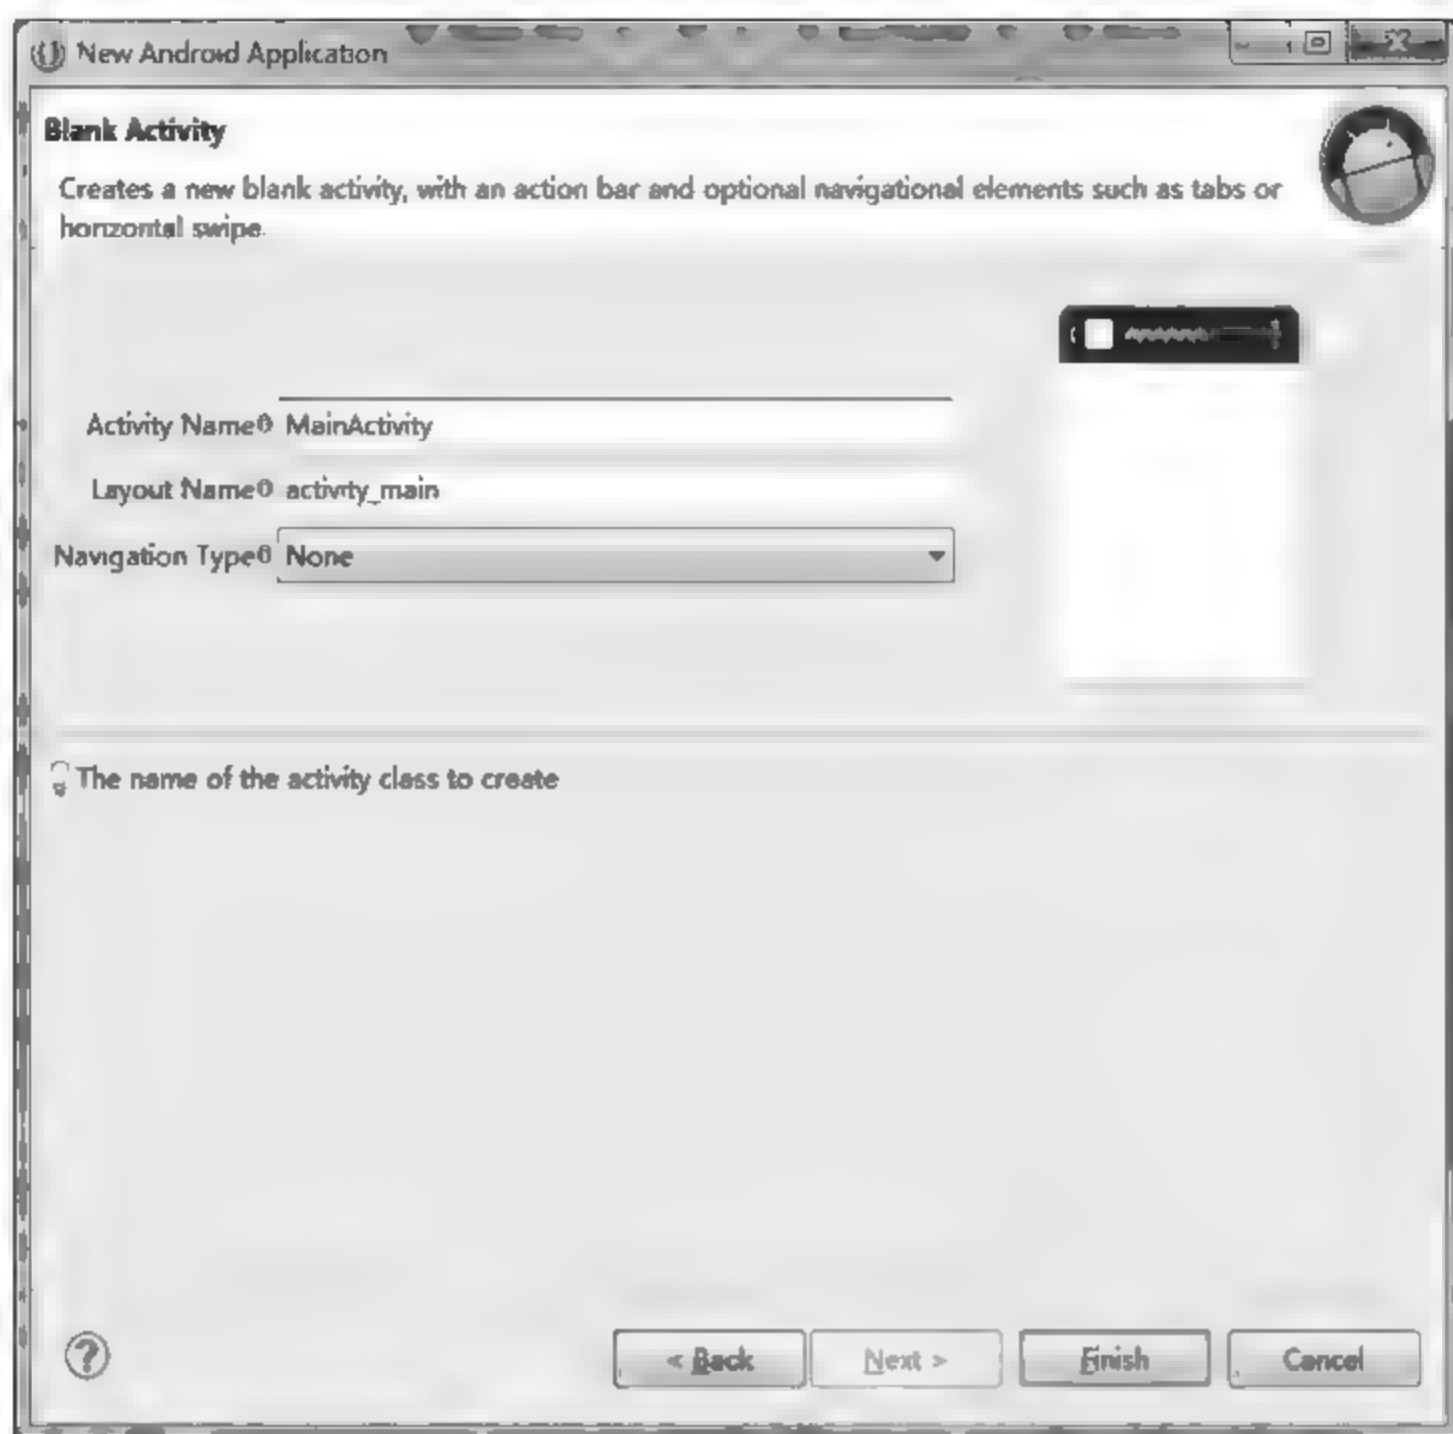 New Android Application
Blank Activity
Creates a new blank activity, with an action bar and optional navigational elements such as tabs or
horizontal swipe.
Activity Name MainActivity
Layout Name activity_main
Navigation Type None
The name of the activity class to create
? < Back Next > Finish Cancel